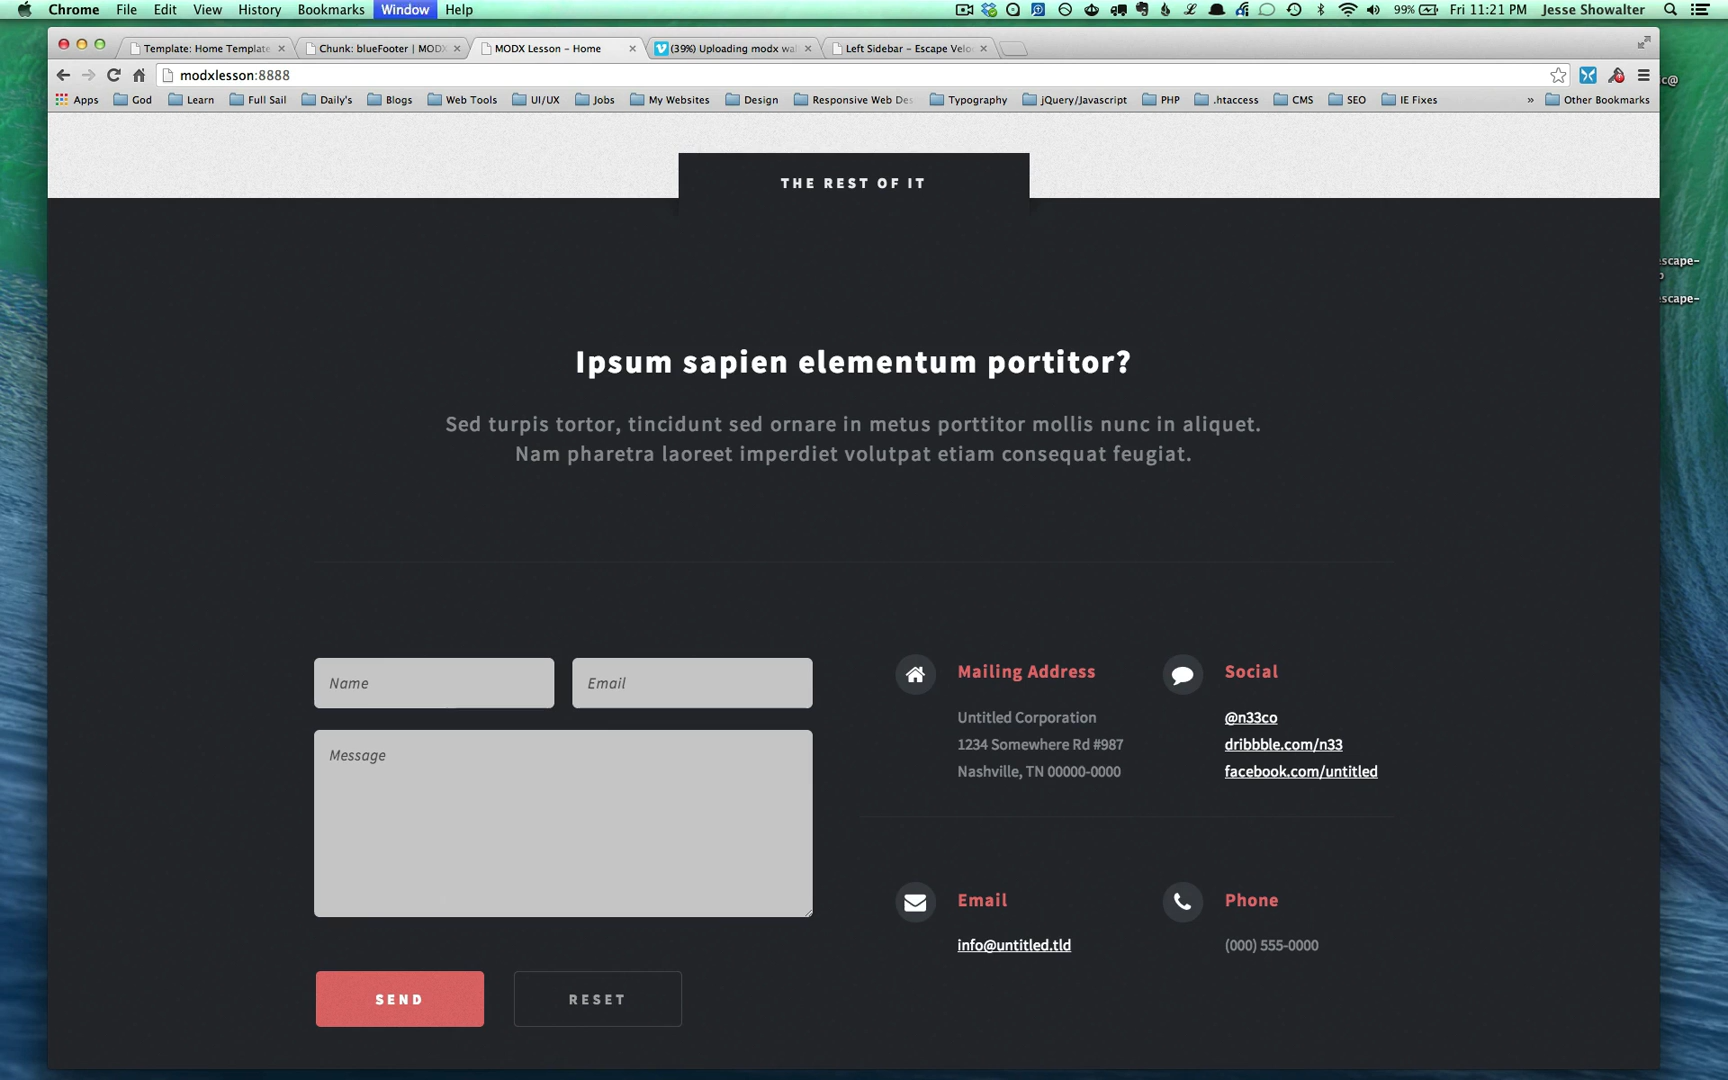 Chrome File Edit View History Bookmarks Window Help 99% Fri 11:21 PM Jesse Showalter
Template: Home Template Chunk: blueFooter | MODX MODX Lesson – Home (39%) Uploading modx wal Left Sidebar – Escape Velo
modxlesson:8888
Apps God Learn Full Sail Daily's Blogs Web Tools UI/UX Jobs My Websites Design Responsive Web Des Typography jQuery/Javascript PHP .htaccess CMS SEO IE Fixes » Other Bookmarks
THE REST OF IT
scape-
scape-
Ipsum sapien elementum portitor?
Sed turpis tortor, tincidunt sed ornare in metus porttitor mollis nunc in aliquet.
Nam pharetra laoreet imperdiet volutpat etiam consequat feugiat.
Name Email
Message
SEND RESET
Mailing Address
Untitled Corporation
1234 Somewhere Rd #987
Nashville, TN 00000-0000
Social
@n33co
dribbble.com/n33
facebook.com/untitled
Email
info@untitled.tld
Phone
(000) 555-0000